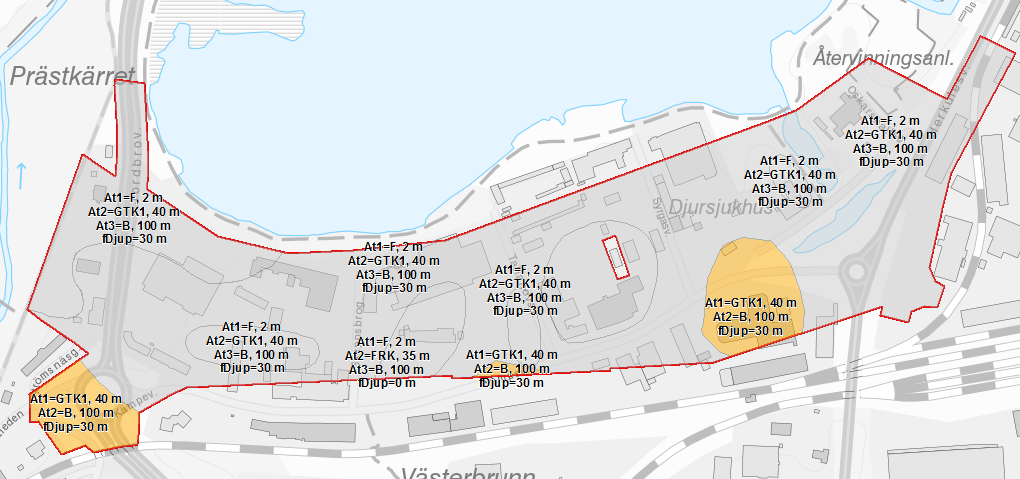 Prästkärret
Återvinningsanl.
Djursjukhus
Syrgasv.
At1=F, 2 m
At2=GTK1, 40 m
At3=B, 100 m
fDjup=30 m
At1=F, 2 m
At2=GTK1, 40 m
At3=B, 100 m
fDjup=30 m
At1=F, 2 m
At2=GTK1, 40 m
At3=B, 100 m
fDjup=30 m
At1=F, 2 m
At2=GTK1, 40 m
At3=B, 100 m
fDjup=30 m
At1=F, 2 m
At2=GTK1, 40 m
At3=B, 100 m
fDjup=30 m
At1=GTK1, 40 m
At2=B, 100 m
fDjup=30 m
At1=F, 2 m
At2=GTK1, 40 m
At3=B, 100 m
fDjup=30 m
At1=F, 2 m
At2=FRK, 35 m
At3=B, 100 m
fDjup=0 m
At1=GTK1, 40 m
At2=B, 100 m
fDjup=30 m
At1=GTK1, 40 m
At2=B, 100 m
fDjup=30 m
Kampev.
Västerbrunn